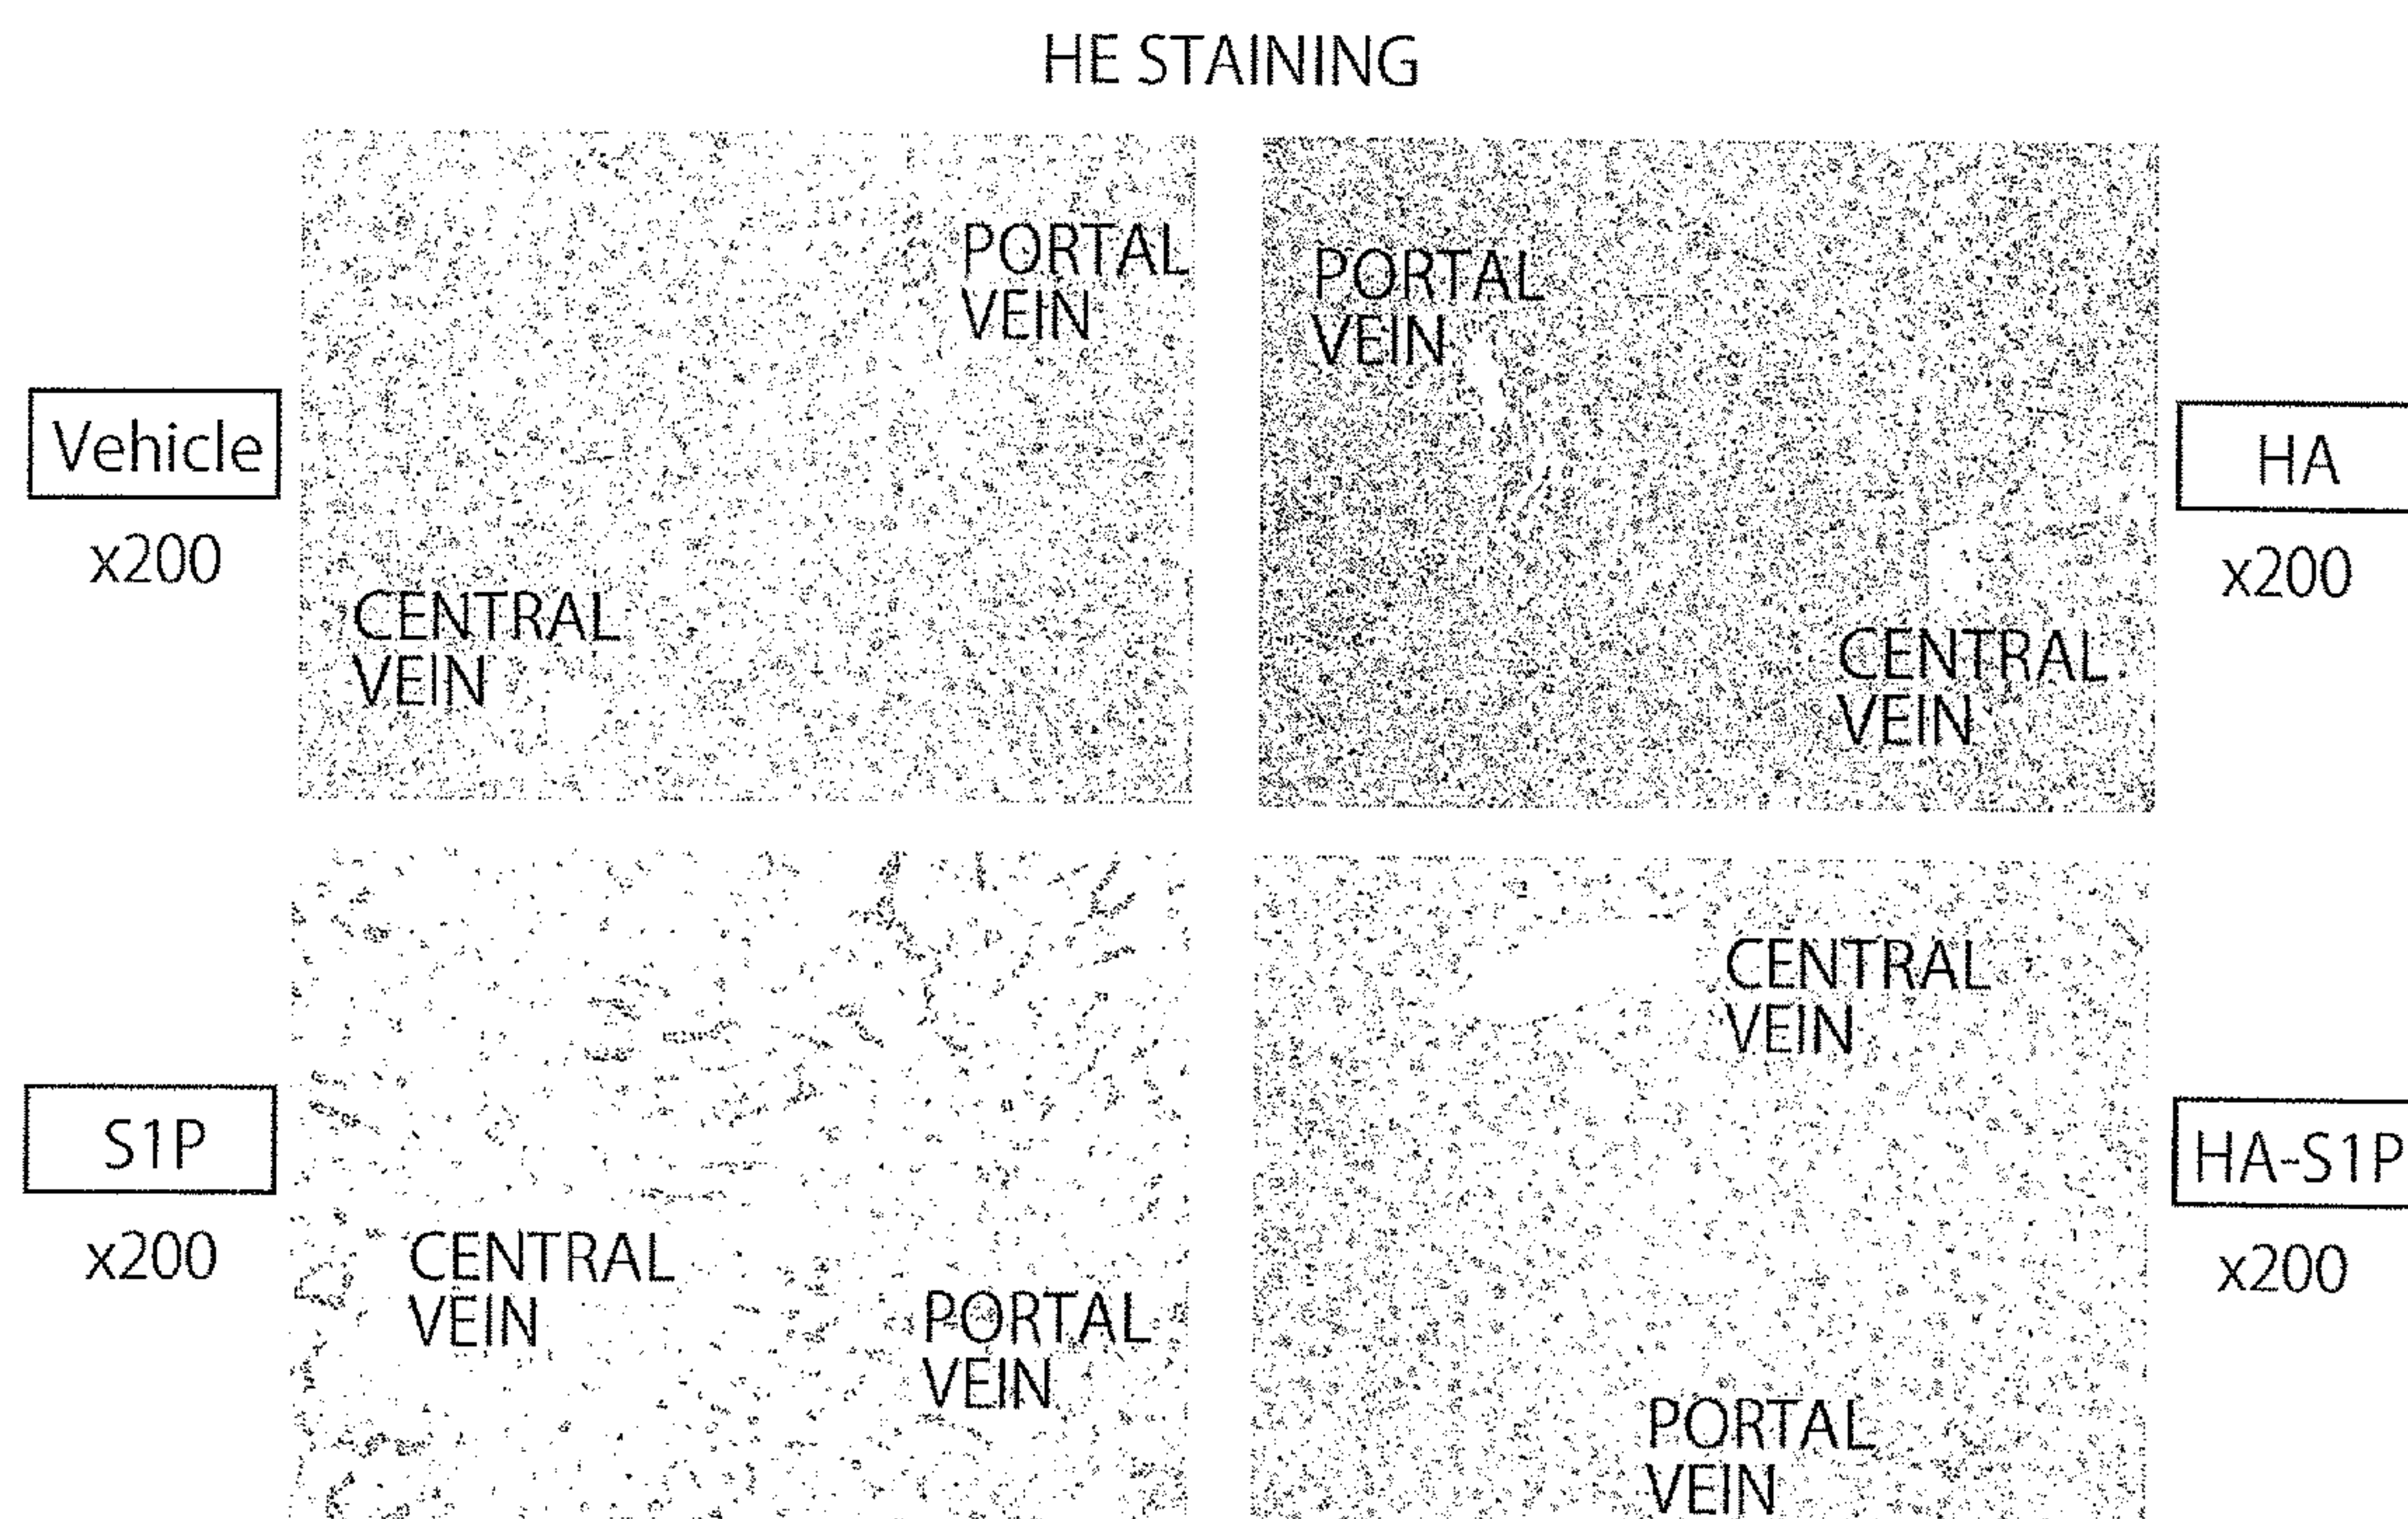 HE STAINING
PORTAL
VEIN
Vehicle
x200
CENTRAL
VEIN
PORTAL
VEIN
HA
x200
CENTRAL
VEIN
S1P
x200
CENTRAL
VEIN
PORTAL
VEIN
CENTRAL
VEIN
HA-S1P
x200
PORTAL
VEIN